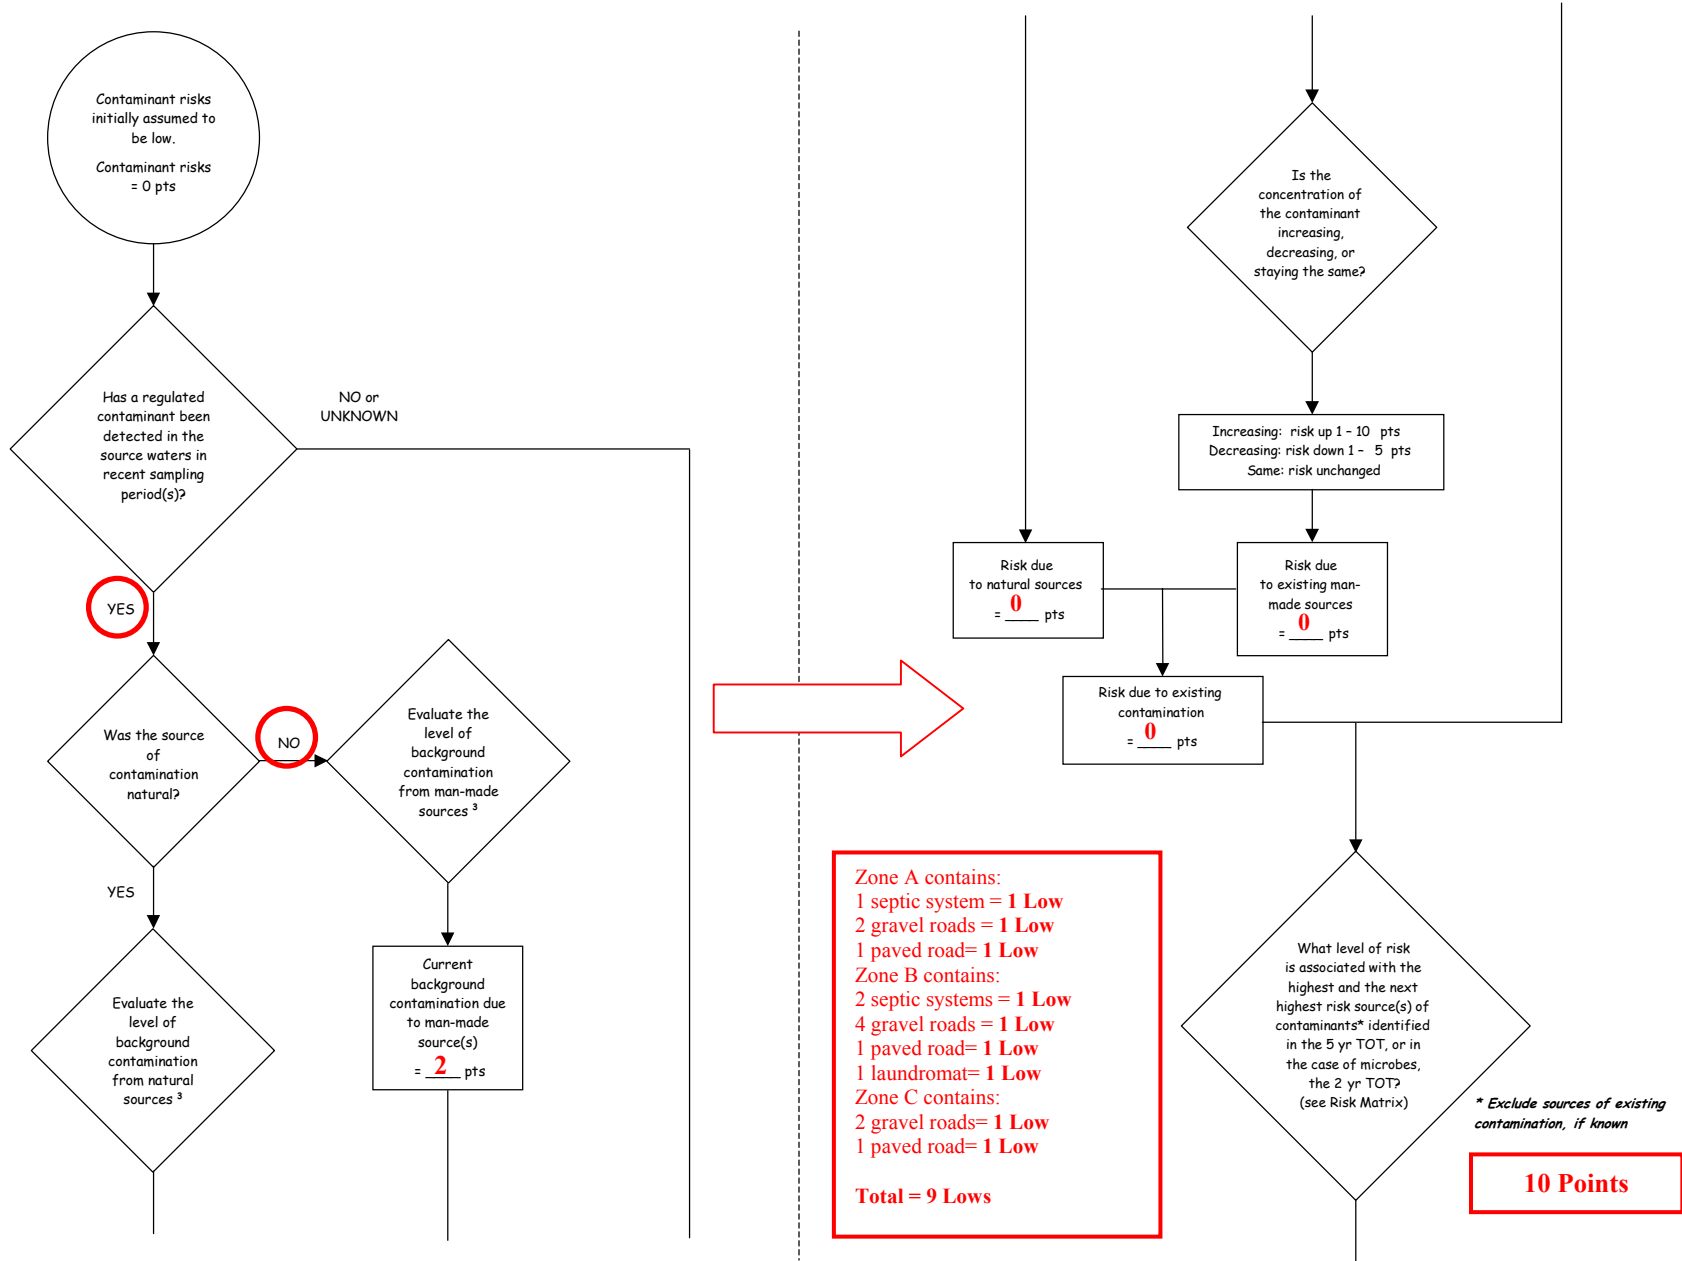 Contaminant risks
initially assumed to
be low.
Contaminant risks
= 0 pts
Has a regulated
contaminant been
detected in the
source waters in
recent sampling
period(s)?
NO or
UNKNOWN
YES
Was the source
of
contamination
natural?
NO
Evaluate the
level of
background
contamination
from man-made
sources ³
YES
Evaluate the
level of
background
contamination
from natural
sources ³
Current
background
contamination due
to man-made
source(s)
= 2 pts
Is the
concentration of
the contaminant
increasing,
decreasing, or
staying the same?
Increasing: risk up 1 – 10 pts
Decreasing: risk down 1 – 5 pts
Same: risk unchanged
Risk due
to natural sources
= 0 pts
Risk due
to existing man-
made sources
= 0 pts
Risk due to existing
contamination
= 0 pts
Zone A contains:
1 septic system = 1 Low
2 gravel roads = 1 Low
1 paved road= 1 Low
Zone B contains:
2 septic systems = 1 Low
4 gravel roads = 1 Low
1 paved road= 1 Low
1 laundromat= 1 Low
Zone C contains:
2 gravel roads= 1 Low
1 paved road= 1 Low
Total = 9 Lows
What level of risk
is associated with the
highest and the next
highest risk source(s) of
contaminants* identified
in the 5 yr TOT, or in
the case of microbes,
the 2 yr TOT?
(see Risk Matrix)
* Exclude sources of existing
contamination, if known
10 Points